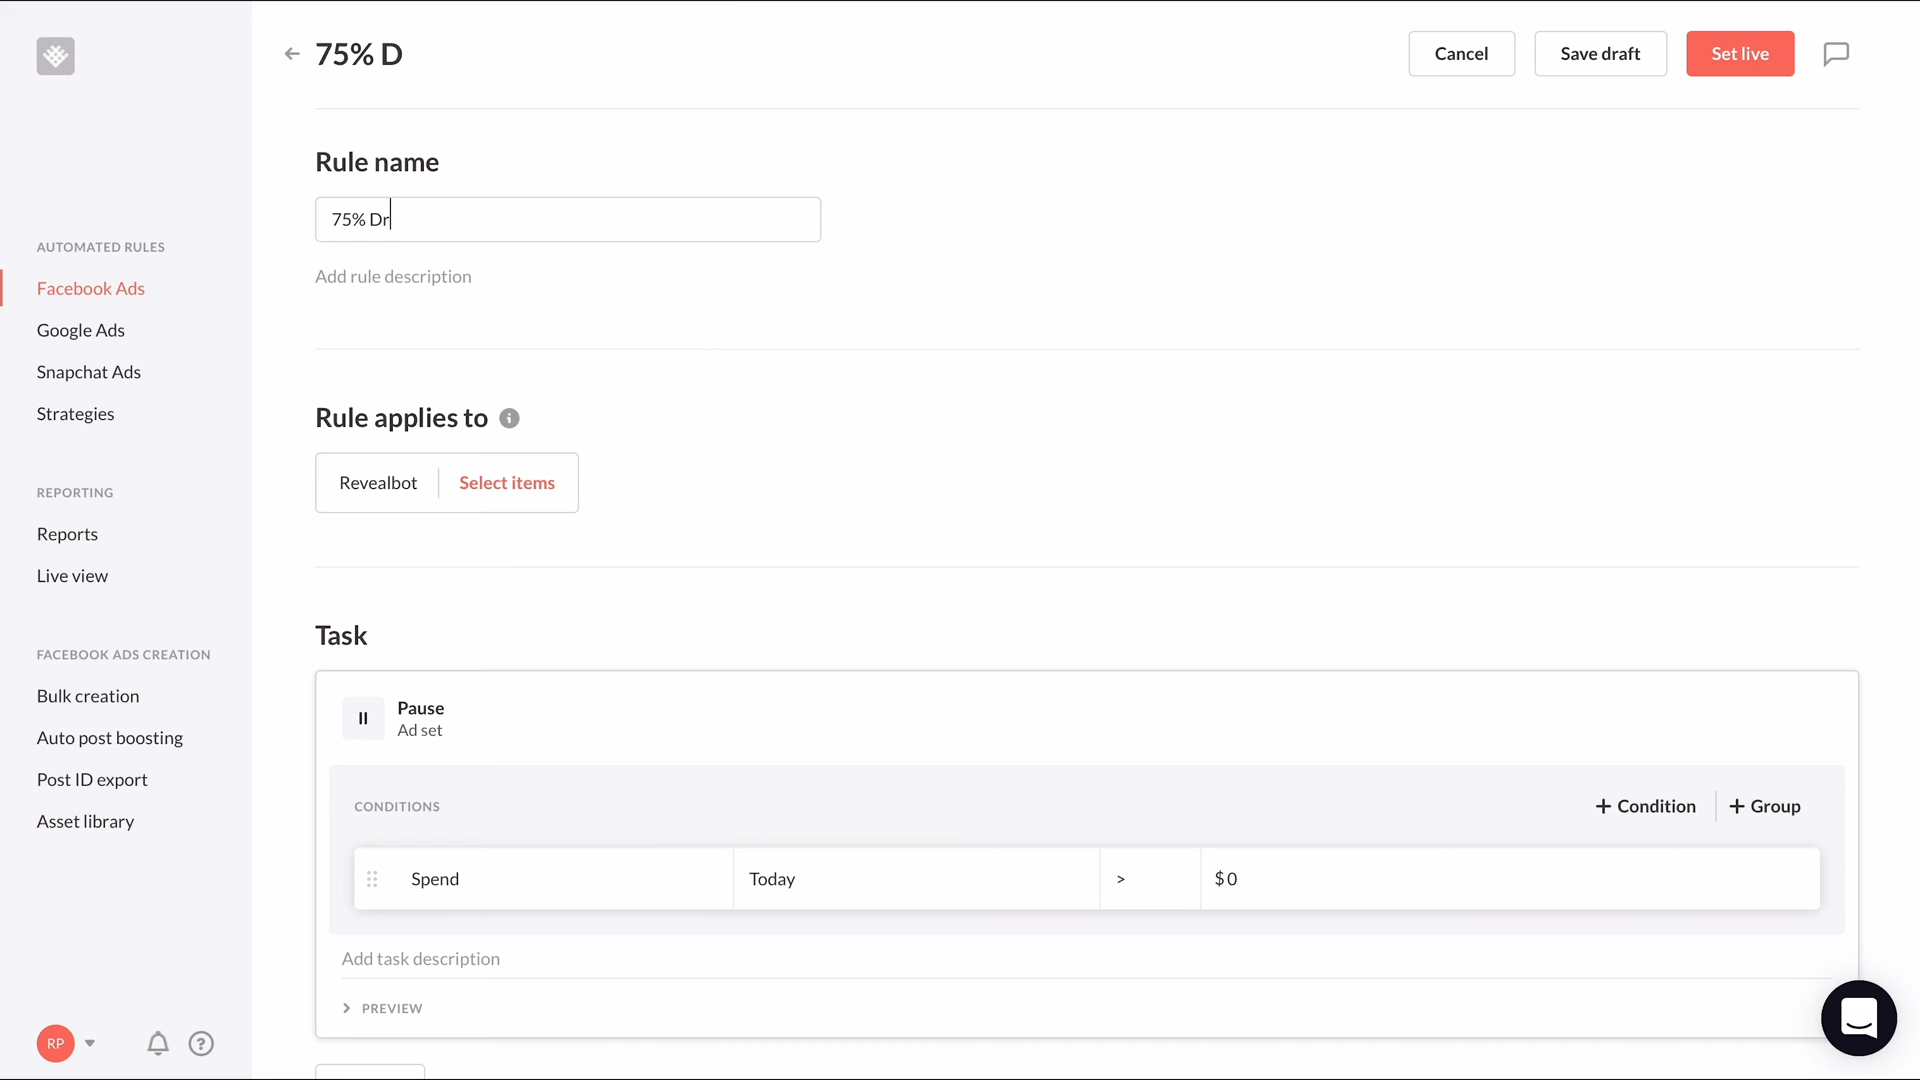 75% D
Cancel
Save draft
Set live
Rule name
75% Dr
Add rule description
AUTOMATED RULES
Facebook Ads
Google Ads
Snapchat Ads
Strategies
Rule applies to
Revealbot
Select items
REPORTING
Reports
Live view
Task
FACEBOOK ADS CREATION
Bulk creation
Auto post boosting
Post ID export
Asset library
Pause
Ad set
CONDITIONS
+ Condition
+ Group
Spend
Today
>
$0
Add task description
PREVIEW
RP